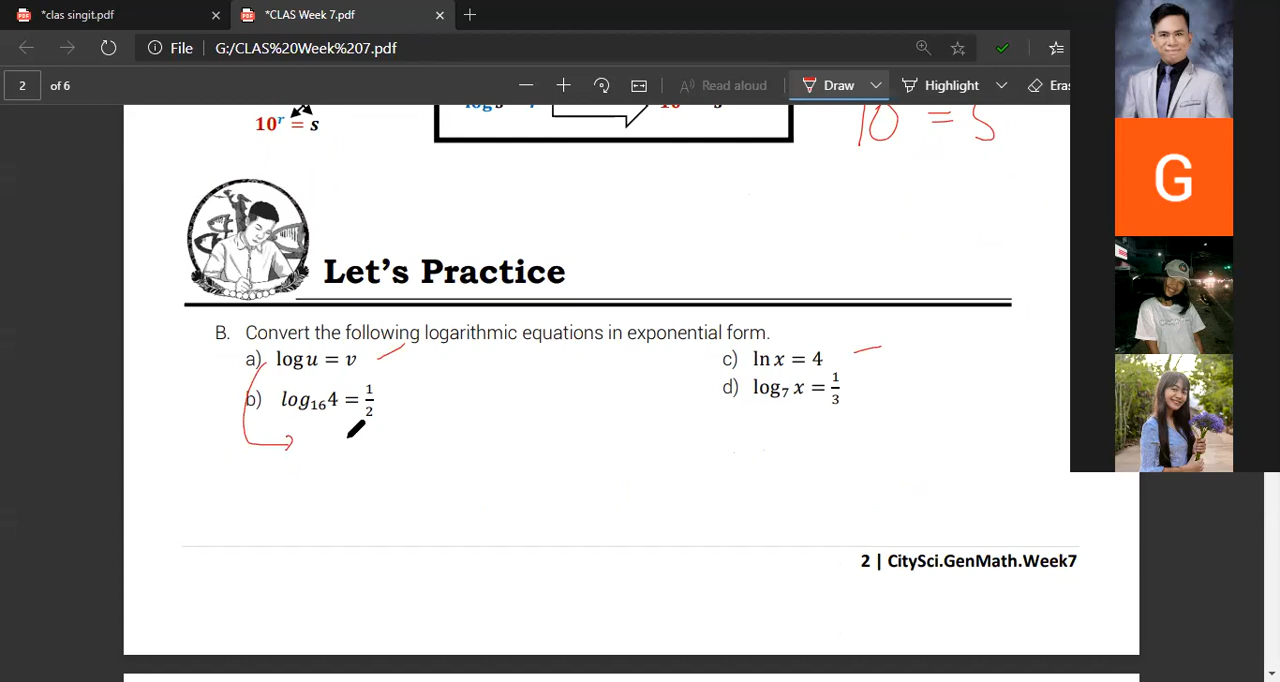 *clas singit.pdf
*CLAS Week 7.pdf
File G:/CLAS%20Week%207.pdf
2 of 6
Read aloud Draw Highlight
10^r = s
10 = s
Let's Practice
B. Convert the following logarithmic equations in exponential form.
a) log u = v
c) ln x = 4
b) log₁₆4 = 1/2
d) log₇ x = 1/3
2 | CitySci.GenMath.Week7
G